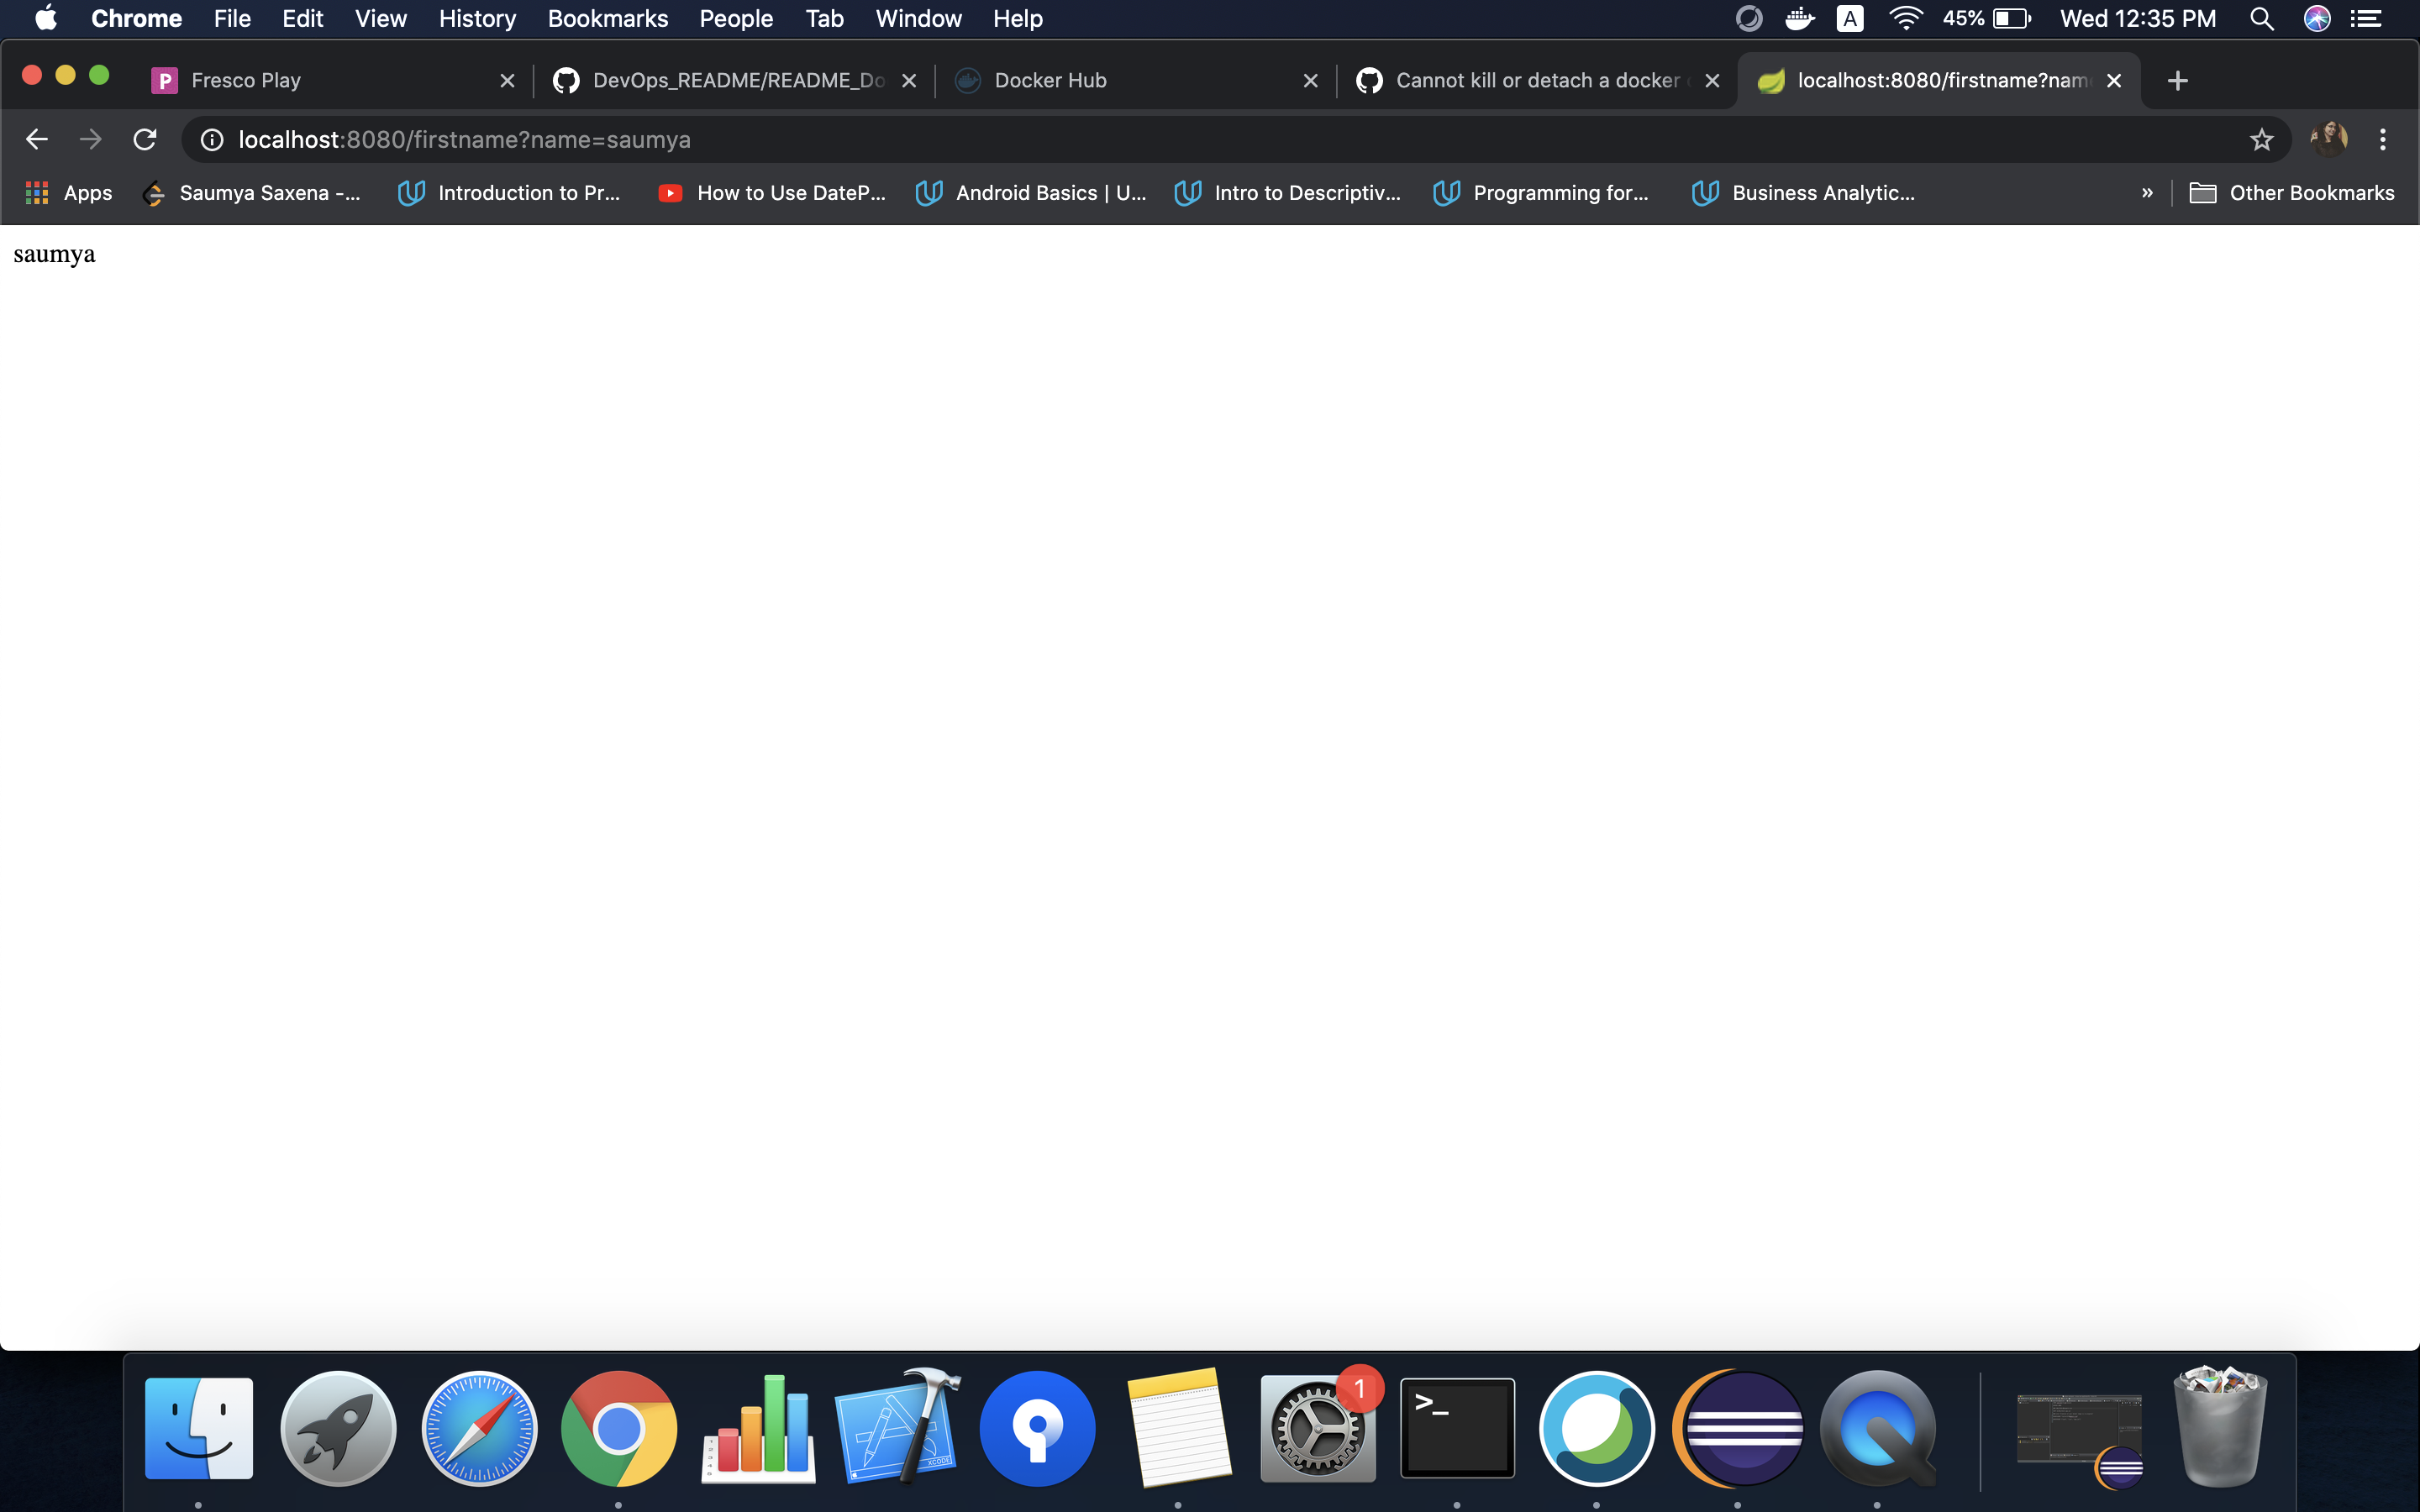 Chrome File Edit View History Bookmarks People Tab Window Help A 45% Wed 12:35 PM
P Fresco Play DevOps_README/README_Do Docker Hub Cannot kill or detach a docker localhost:8080/firstname?nam
localhost:8080/firstname?name=saumya
Apps Saumya Saxena -... Introduction to Pr... How to Use DateP... Android Basics | U... Intro to Descriptiv... Programming for... Business Analytic... » Other Bookmarks
saumya
1
>_
XCODE